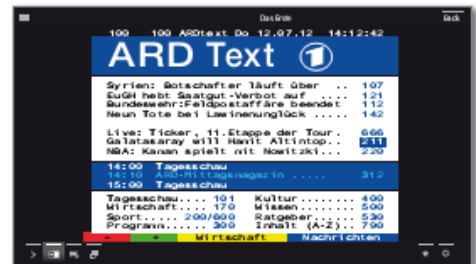 Das Erste
Back
100 100 ARDtext Do 12.07.12 14:12:42
ARD Text
Syrien: Botschafter läuft über .. 107
EuGH hebt Saatgut-Verbot auf .... 121
Bundeswehr:Feldpostaffäre beendet 112
Neun Tote bei Lawinenunglück .... 142
Live: Ticker, 11.Etappe der Tour. 666
Galatasaray will Hamit Altintop.. 211
NBA: Kaman spielt mit Nowitzki... 220
14:00 Tagesschau
14:10 ARD-Mittagsmagazin ..... 312
15:00 Tagesschau
Tagesschau.... 101 Kultur....... 400
Wirtschaft.... 170 Wissen....... 500
Sport..... 200/600 Ratgeber..... 530
Programm..... 300 Inhalt (A-Z).. 790
- + Wirtschaft Nachrichten